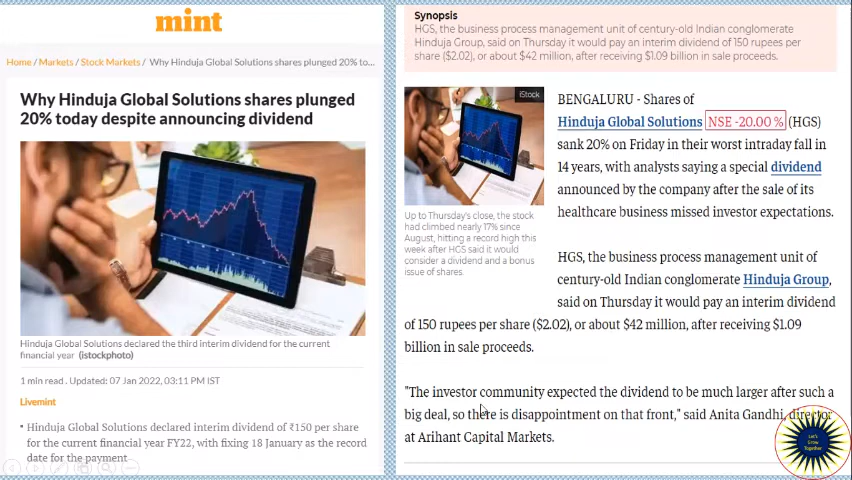 mint
Home / Markets / Stock Markets / Why Hinduja Global Solutions shares plunged 20% to...
Why Hinduja Global Solutions shares plunged
20% today despite announcing dividend
Hinduja Global Solutions declared the third interim dividend for the current
financial year (istockphoto)
1 min read . Updated: 07 Jan 2022, 03:11 PM IST
Livemint
• Hinduja Global Solutions declared interim dividend of ₹150 per share
for the current financial year FY22, with fixing 18 January as the record
date for the payment
Synopsis
HGS, the business process management unit of century-old Indian conglomerate
Hinduja Group, said on Thursday it would pay an interim dividend of 150 rupees per
share ($2.02), or about $42 million, after receiving $1.09 billion in sale proceeds.
iStock
Up to Thursday's close, the stock
had climbed nearly 17% since
August, hitting a record high this
week after HGS said it would
consider a dividend and a bonus
issue of shares.
BENGALURU - Shares of
Hinduja Global Solutions NSE -20.00 % (HGS)
sank 20% on Friday in their worst intraday fall in
14 years, with analysts saying a special dividend
announced by the company after the sale of its
healthcare business missed investor expectations.
HGS, the business process management unit of
century-old Indian conglomerate Hinduja Group,
said on Thursday it would pay an interim dividend
of 150 rupees per share ($2.02), or about $42 million, after receiving $1.09
billion in sale proceeds.
"The investor community expected the dividend to be much larger after such a
big deal, so there is disappointment on that front," said Anita Gandhi, director
at Arihant Capital Markets.
Let's
Grow
Together